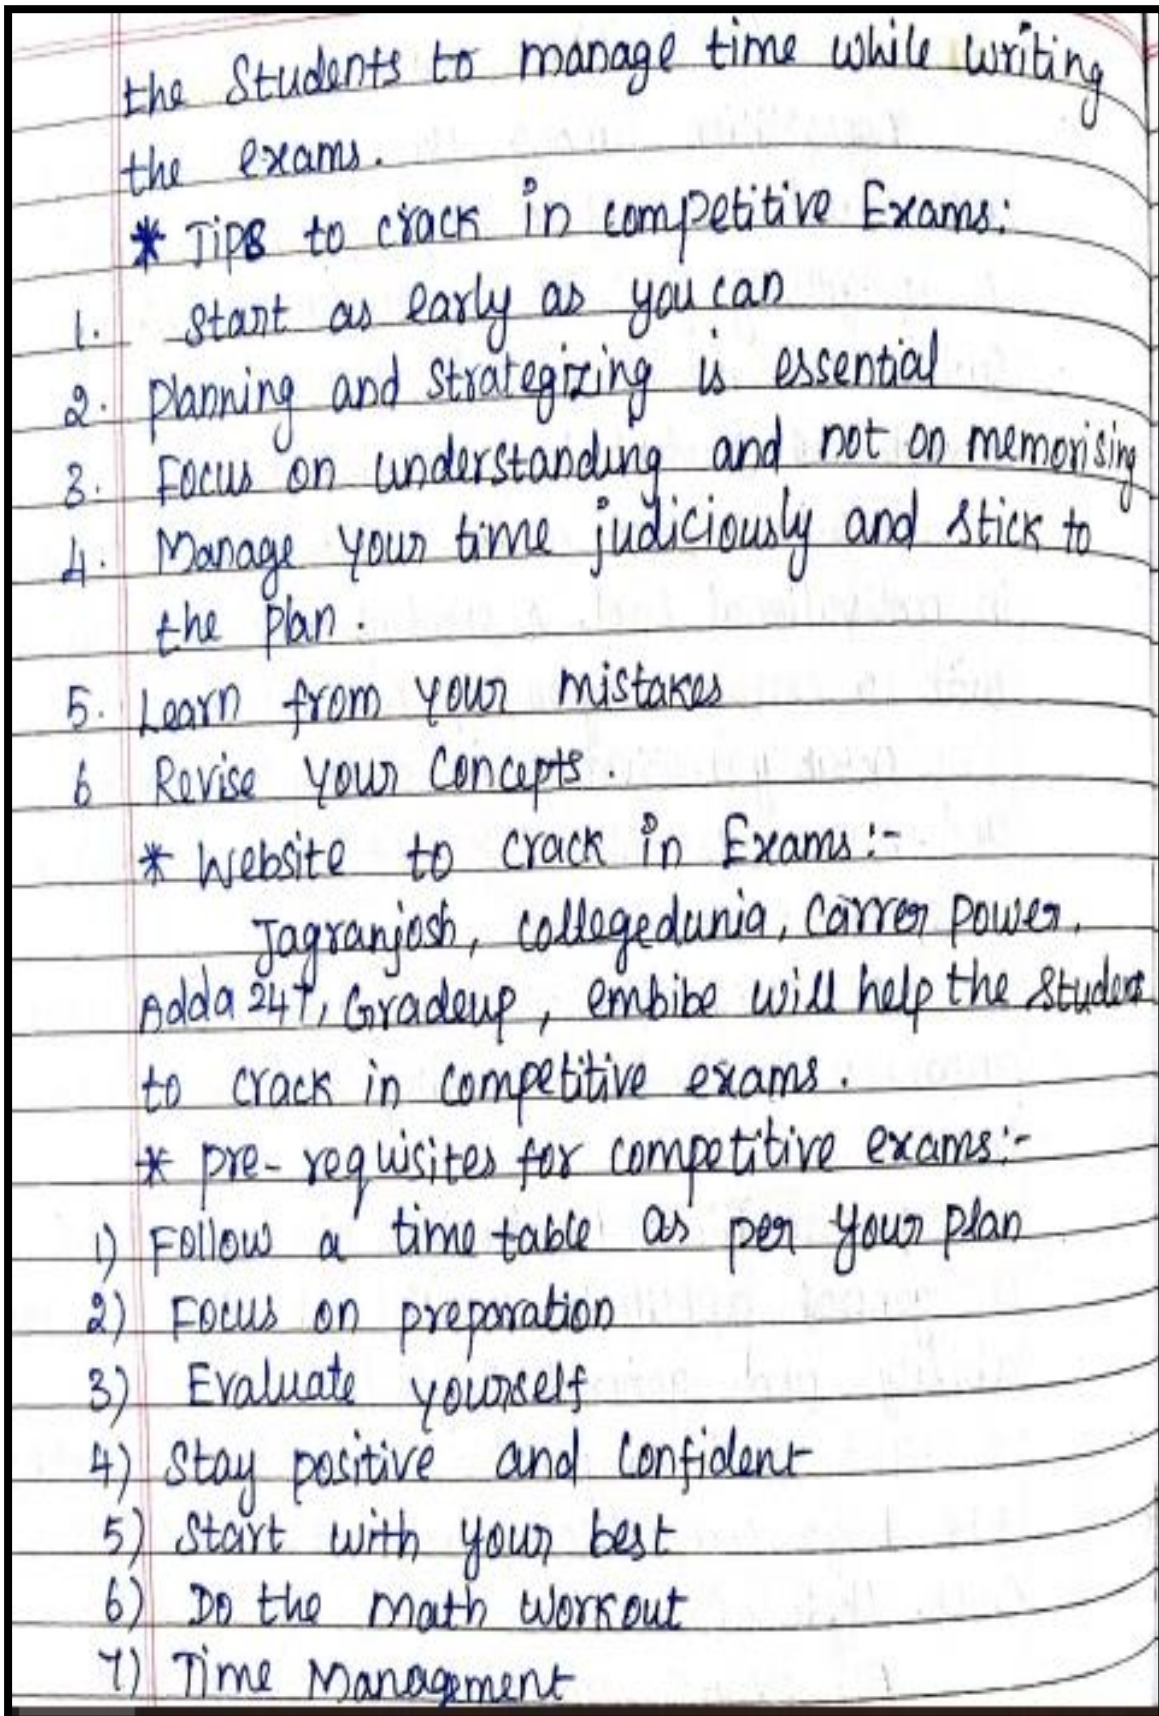 the Students to manage time while writing
the exams.
* Tips to crack in competitive Exams:
1. Start as early as you can
2. planning and strategizing is essential
3. Focus on understanding and not on memorising
4. Manage your time judiciously and stick to
the plan.
5. Learn from your mistakes
6 Revise your concepts.
* Website to crack in Exams:-
Jagranjosh, collegedunia, Carrer power,
Adda 247, Gradeup, embibe will help the student
to crack in competitive exams.
* pre-requisites for competitive exams:-
1) Follow a time table as per your plan
2) Focus on preparation
3) Evaluate yourself
4) Stay positive and confident
5) Start with your best
6) Do the math workout
7) Time Management